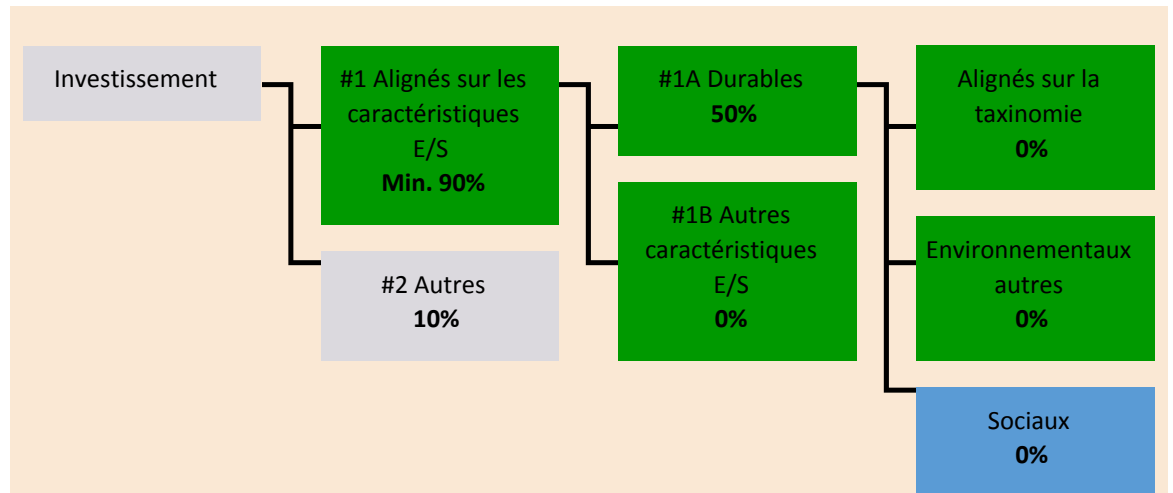 Investissement
#1 Alignés sur les
caractéristiques
E/S
Min. 90%
#2 Autres
10%
#1A Durables
50%
#1B Autres
caractéristiques
E/S
0%
Alignés sur la
taxinomie
0%
Environnementaux
autres
0%
Sociaux
0%